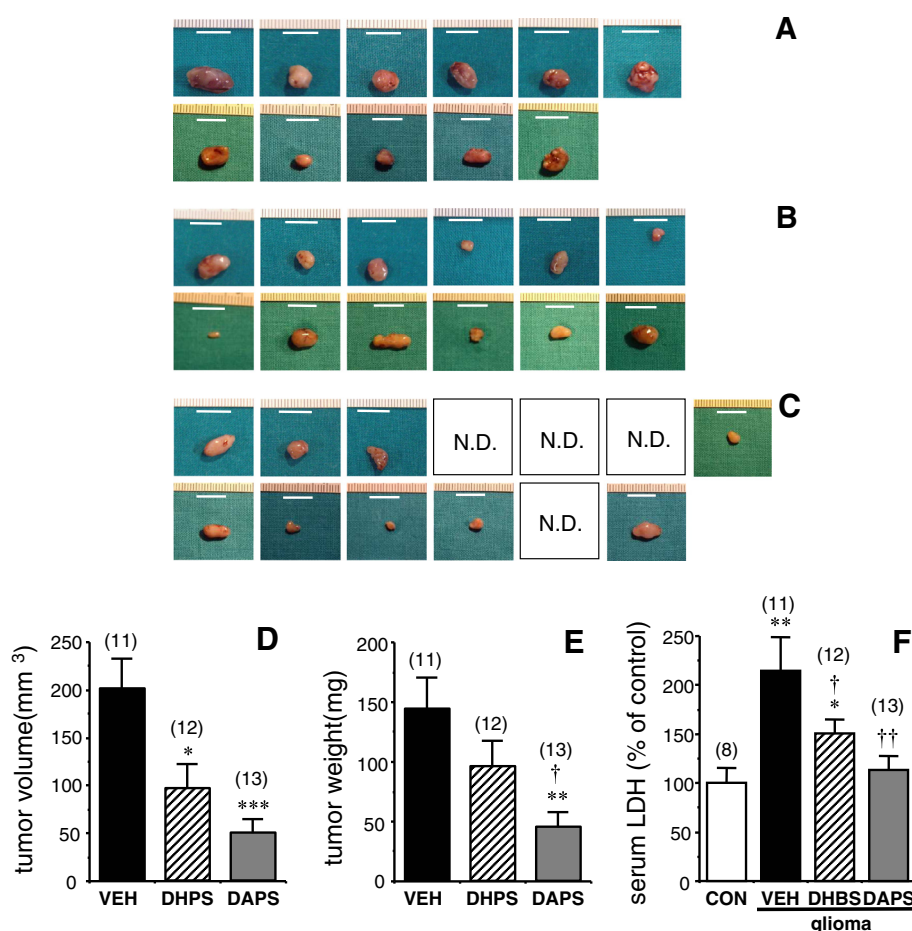 A
B
C
N.D. N.D. N.D.
N.D.
D
tumor volume(mm 3)
250
200
150
100
50
0
(11)
(12)
*
(13)
***
VEH DHPS DAPS
E
tumor weight(mg)
200
150
100
50
0
(11)
(12)
(13)
†
**
VEH DHPS DAPS
F
serum LDH (% of control)
250
200
150
100
50
0
(8)
(11)
**
(12)
†
*
(13)
††
CON VEH DHBS DAPS
glioma